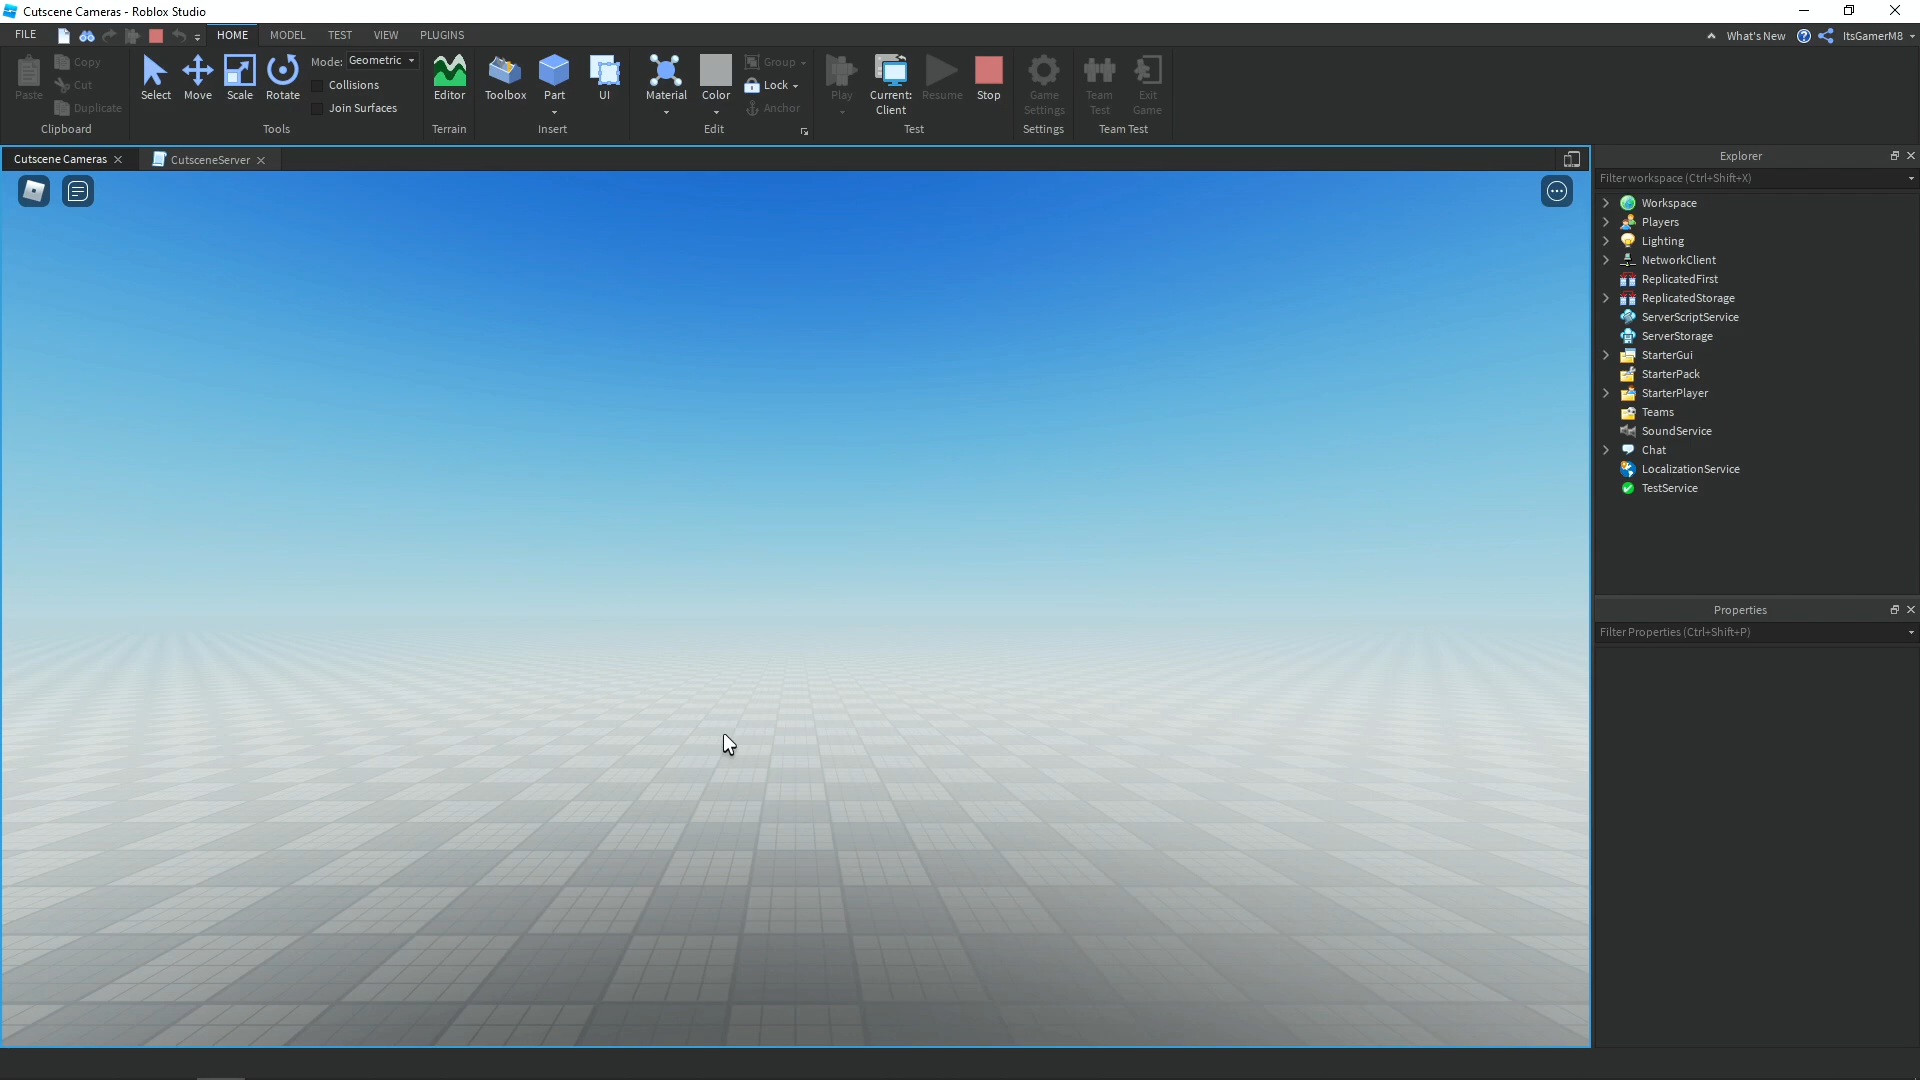 Cutscene Cameras - Roblox Studio
FILE HOME MODEL TEST VIEW PLUGINS What's New ItsGamerM8
Paste Copy Cut Duplicate
Clipboard
Select Move Scale Rotate
Mode: Geometric
Collisions
Join Surfaces
Tools
Editor
Terrain
Toolbox Part UI
Insert
Material Color
Group
Lock
Anchor
Edit
Play Current: Client Resume Stop
Test
Game Settings
Settings
Team Test Exit Game
Team Test
Cutscene Cameras CutsceneServer
Explorer
Filter workspace (Ctrl+Shift+X)
Workspace
Players
Lighting
NetworkClient
ReplicatedFirst
ReplicatedStorage
ServerScriptService
ServerStorage
StarterGui
StarterPack
StarterPlayer
Teams
SoundService
Chat
LocalizationService
TestService
Properties
Filter Properties (Ctrl+Shift+P)